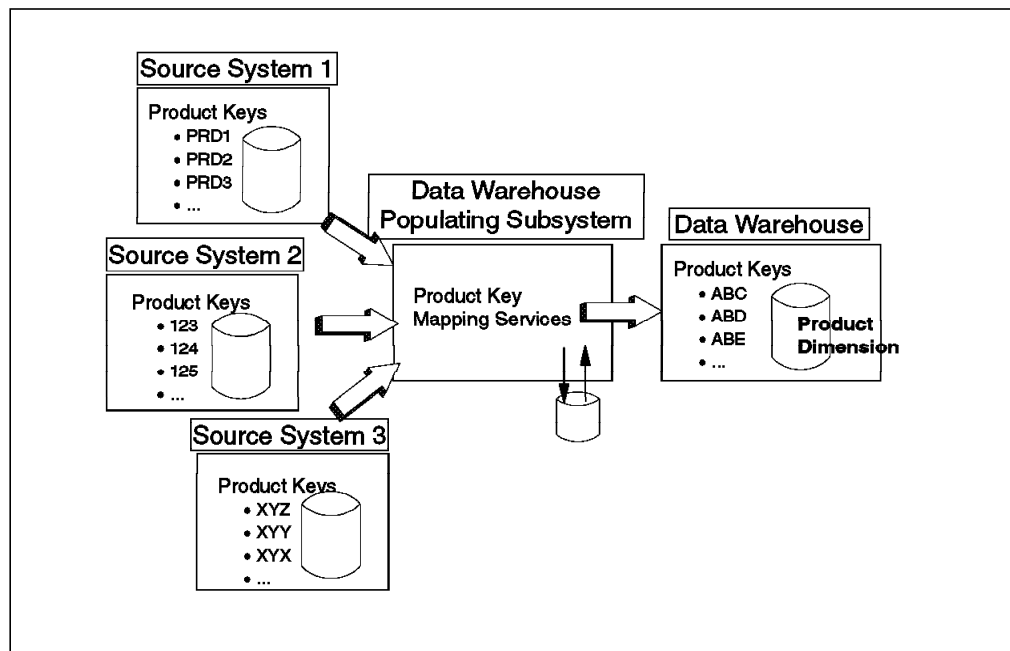 Source System 1
Product Keys
• PRD1
• PRD2
• PRD3
• ...
Source System 2
Product Keys
• 123
• 124
• 125
• ...
Source System 3
Product Keys
• XYZ
• XYY
• XYX
• ...
Data Warehouse
Populating Subsystem
Product Key
Mapping Services
Data Warehouse
Product Keys
• ABC
• ABD
• ABE
• ...
Product
Dimension